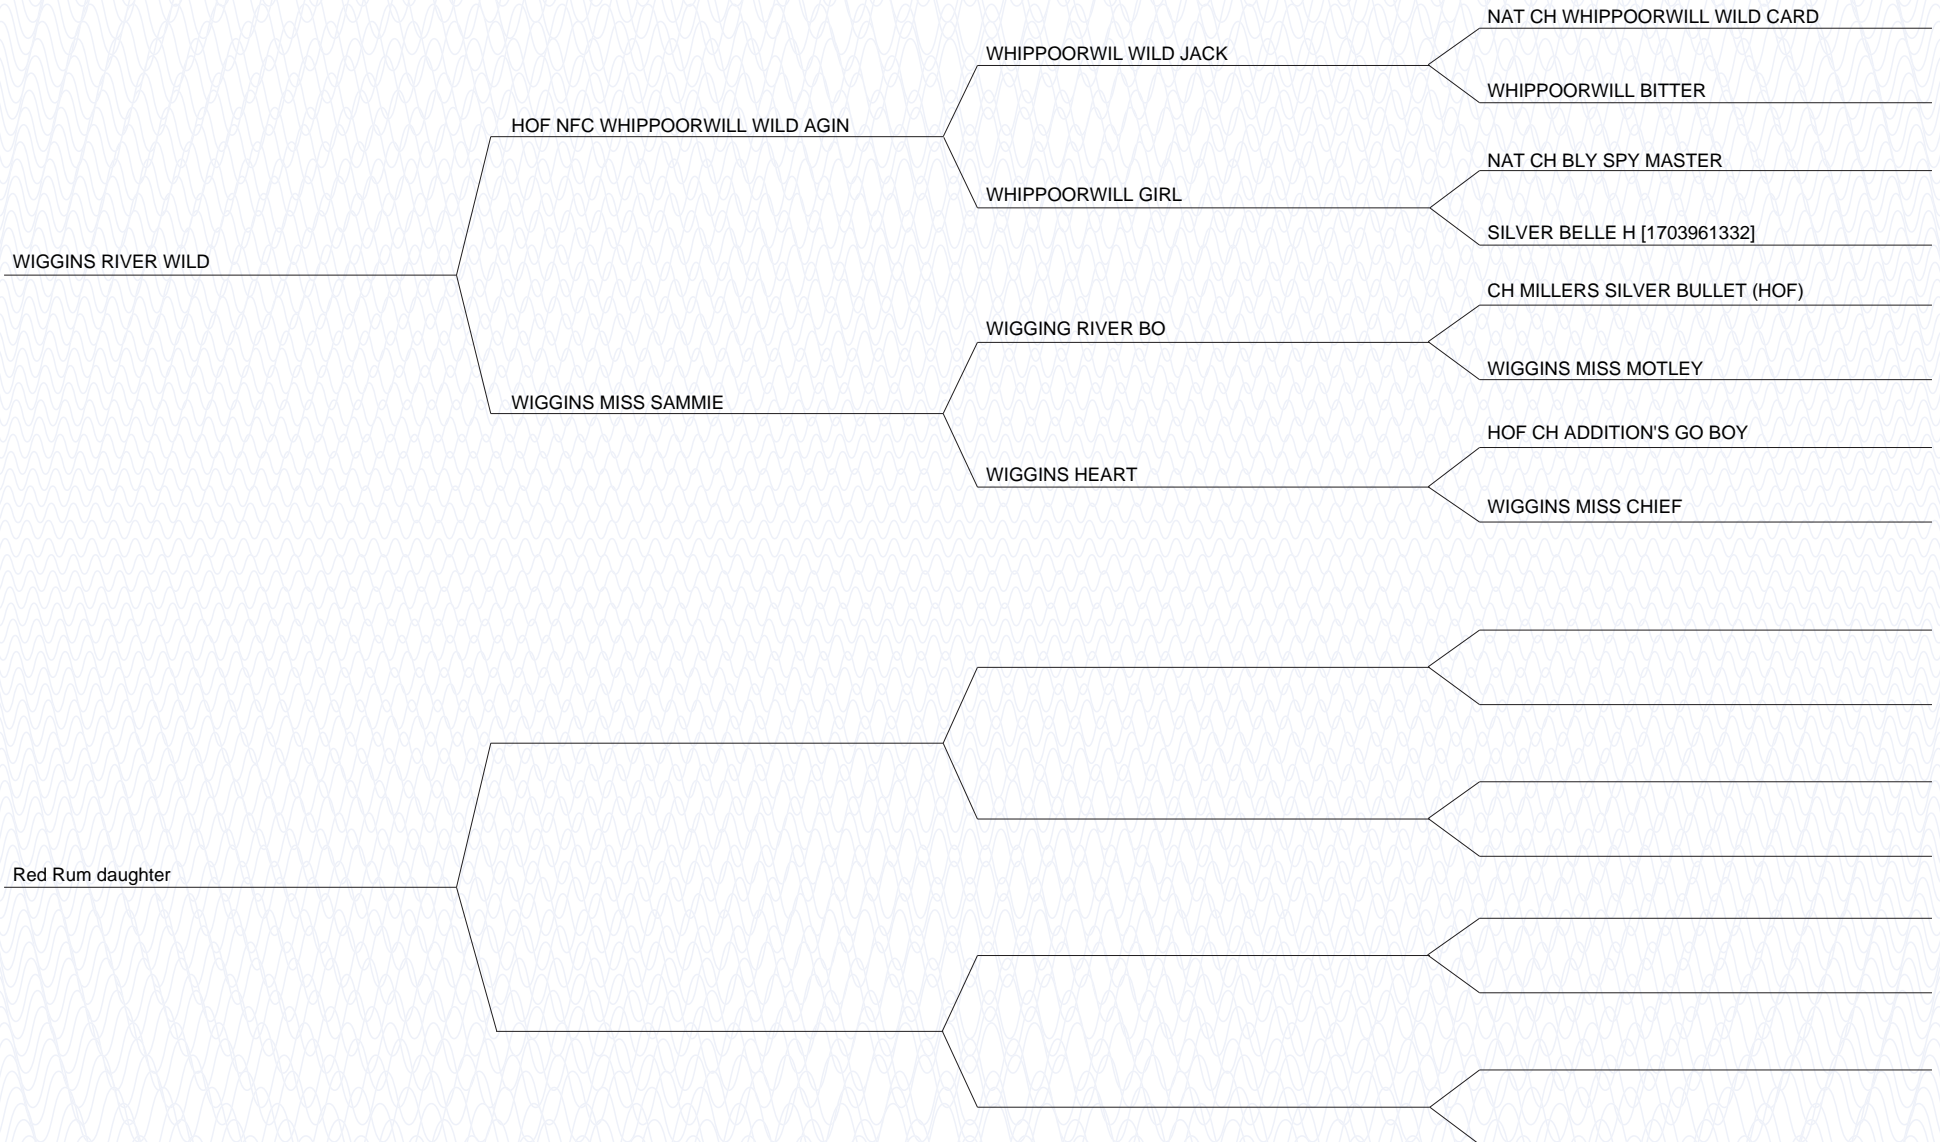 NAT CH WHIPPOORWILL WILD CARD
WHIPPOORWIL WILD JACK
WHIPPOORWILL BITTER
HOF NFC WHIPPOORWILL WILD AGIN
NAT CH BLY SPY MASTER
WHIPPOORWILL GIRL
SILVER BELLE H [1703961332]
WIGGINS RIVER WILD
CH MILLERS SILVER BULLET (HOF)
WIGGING RIVER BO
WIGGINS MISS MOTLEY
WIGGINS MISS SAMMIE
HOF CH ADDITION'S GO BOY
WIGGINS HEART
WIGGINS MISS CHIEF
Red Rum daughter